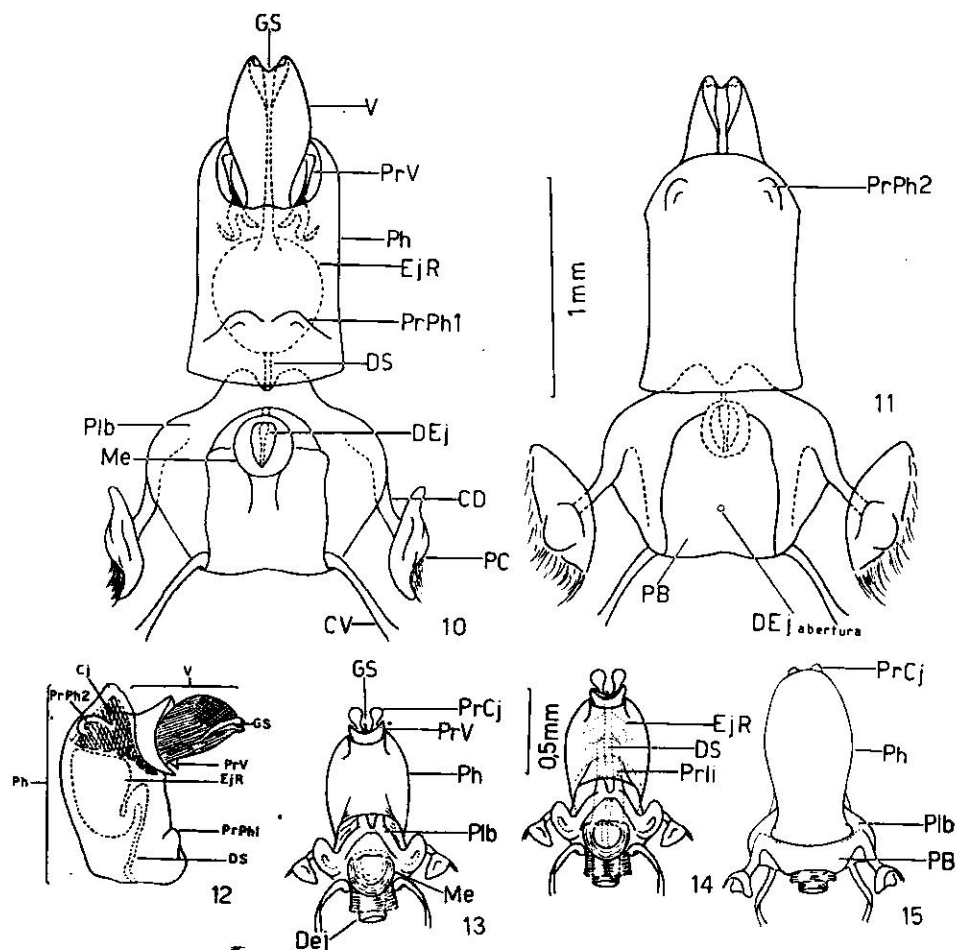 GS
V
PrV
Ph
EjR
PrPh1
DS
Plb
DEj
Me
CD
PC
CV
10
PrPh2
1mm
11
PB
DEj abertura
Cj
V
PrPh2
GS
Ph
PrV
EjR
PrPh1
DS
12
GS
PrCj
PrV
Ph
Plb
Me
Dej
13
0,5mm
EjR
DS
14
PrCj
Ph
Plb
PB
15